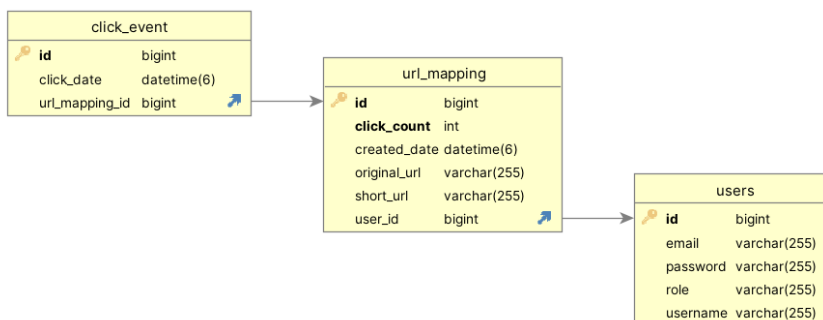 click_event
id bigint
click_date datetime(6)
url_mapping_id bigint
url_mapping
id bigint
click_count int
created_date datetime(6)
original_url varchar(255)
short_url varchar(255)
user_id bigint
users
id bigint
email varchar(255)
password varchar(255)
role varchar(255)
username varchar(255)